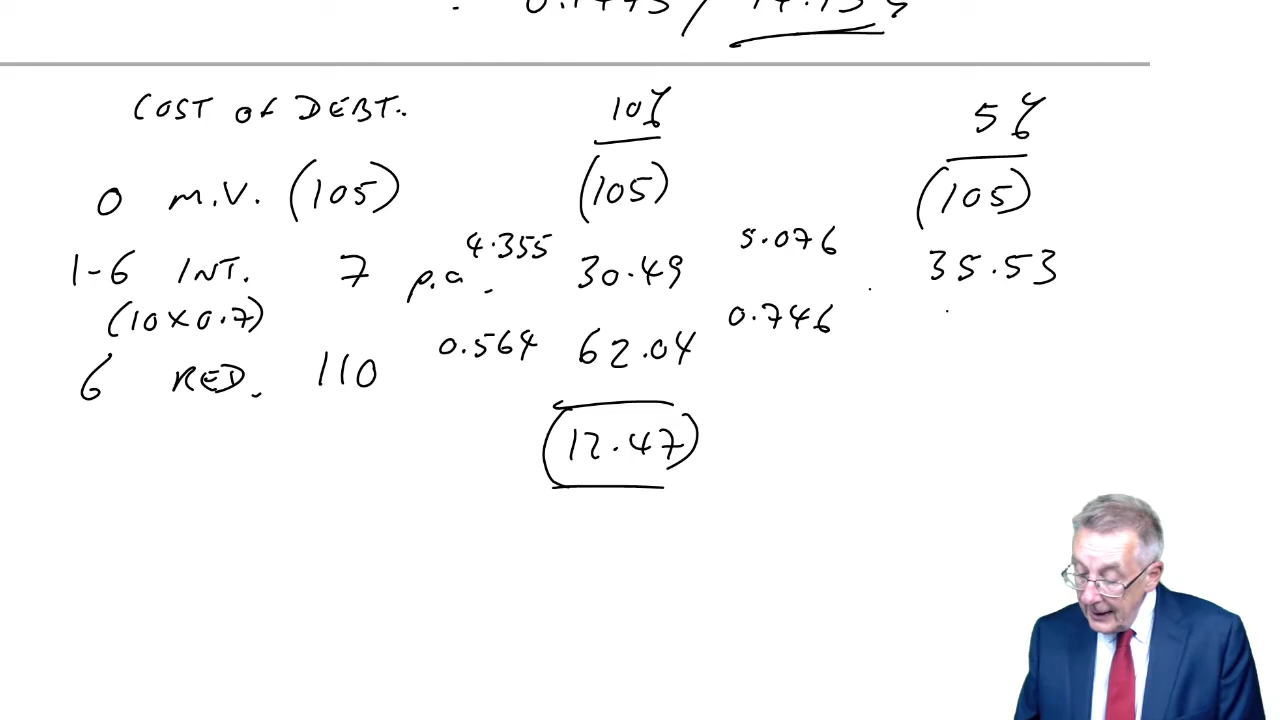 COST of DEBT. 10% 5%
0 M.V. (105) (105) (105)
1-6 INT. 7 p.a. 4.355 30.49 5.076 35.53
(10 x 0.7)
6 RED. 110 0.564 62.04 0.746
(12.47)